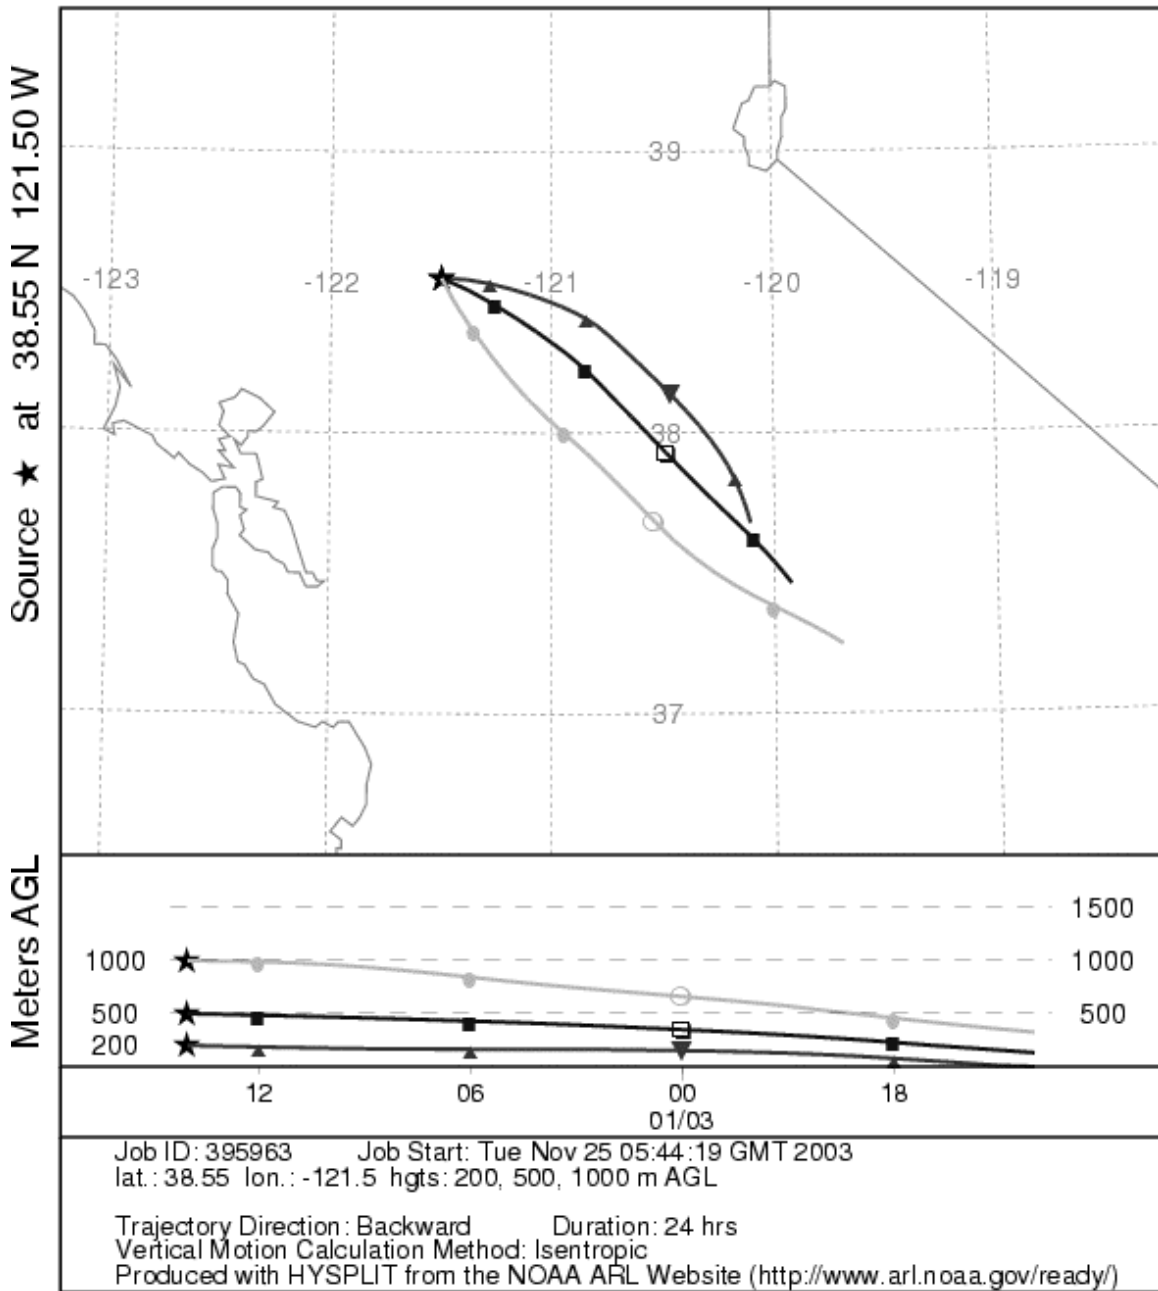 Source ★ at 38.55 N 121.50 W
39
-123 -122 -121 -120 -119
38
37
Meters AGL
1500
1000 1000
500 500
200
12 06 00 18
01/03
Job ID: 395963 Job Start: Tue Nov 25 05:44:19 GMT 2003
lat.: 38.55 lon.: -121.5 hgts: 200, 500, 1000 m AGL
Trajectory Direction: Backward Duration: 24 hrs
Vertical Motion Calculation Method: Isentropic
Produced with HYSPLIT from the NOAA ARL Website (http://www.arl.noaa.gov/ready/)